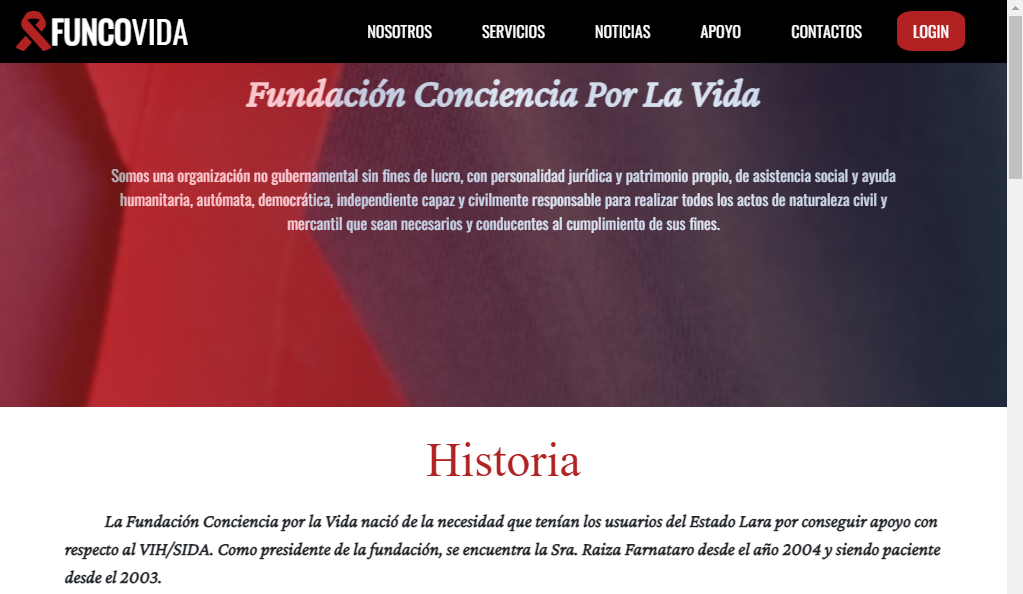 FUNCOVIDA
NOSOTROS SERVICIOS NOTICIAS APOYO CONTACTOS LOGIN
Fundación Conciencia Por La Vida
Somos una organización no gubernamental sin fines de lucro, con personalidad jurídica y patrimonio propio, de asistencia social y ayuda
humanitaria, autómata, democrática, independiente capaz y civilmente responsable para realizar todos los actos de naturaleza civil y
mercantil que sean necesarios y conducentes al cumplimiento de sus fines.
Historia
La Fundación Conciencia por la Vida nació de la necesidad que tenían los usuarios del Estado Lara por conseguir apoyo con
respecto al VIH/SIDA. Como presidente de la fundación, se encuentra la Sra. Raiza Farnataro desde el año 2004 y siendo paciente
desde el 2003.